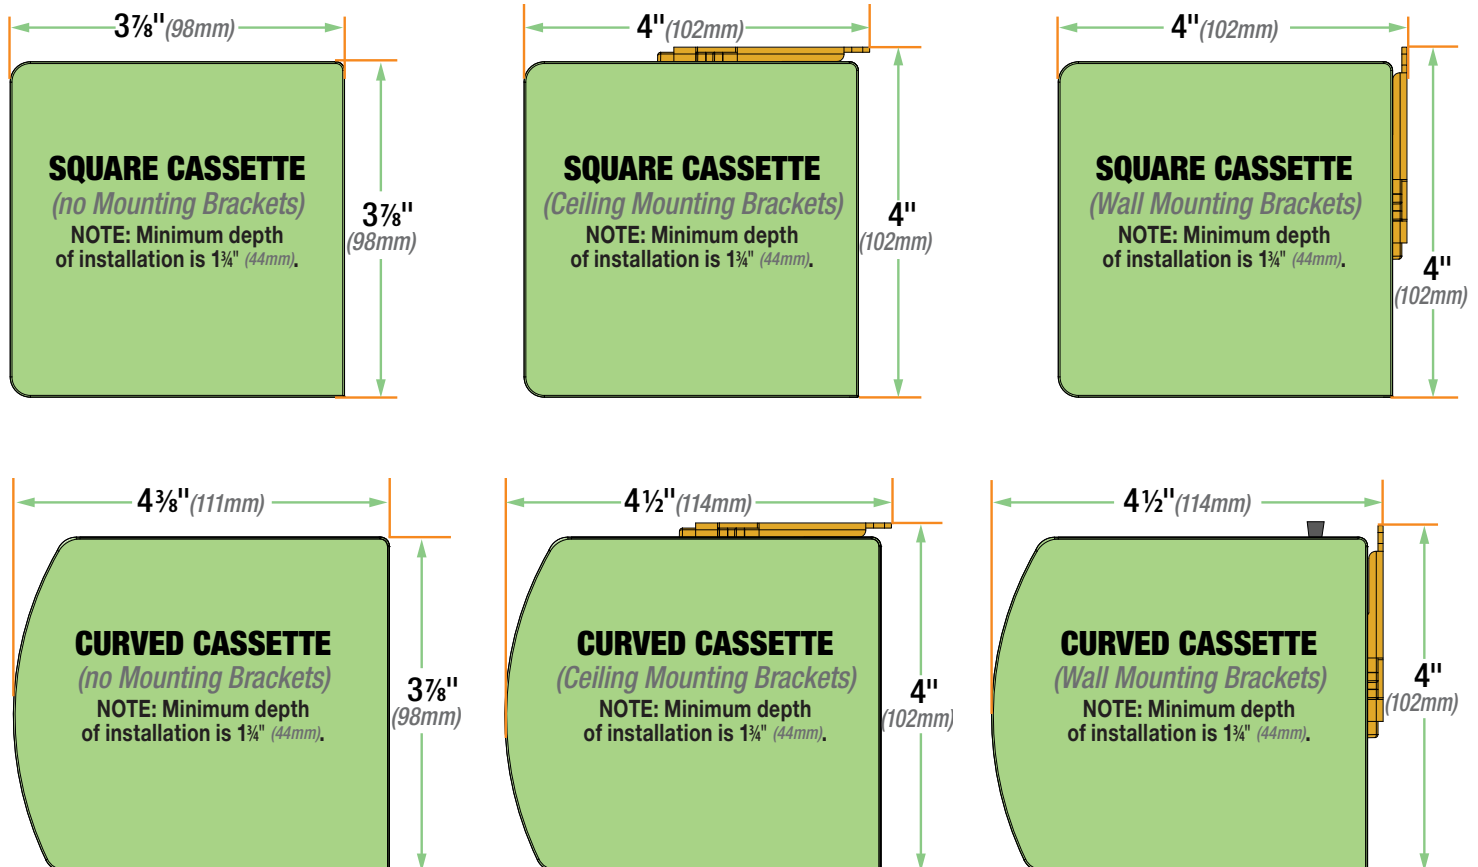 3⅞" (98mm)
4" (102mm)
4" (102mm)
SQUARE CASSETTE
(no Mounting Brackets)
NOTE: Minimum depth
of installation is 1¾" (44mm).
3⅞"
(98mm)
SQUARE CASSETTE
(Ceiling Mounting Brackets)
NOTE: Minimum depth
of installation is 1¾" (44mm).
4"
(102mm)
SQUARE CASSETTE
(Wall Mounting Brackets)
NOTE: Minimum depth
of installation is 1¾" (44mm).
4"
(102mm)
4⅜" (111mm)
4½" (114mm)
4½" (114mm)
CURVED CASSETTE
(no Mounting Brackets)
NOTE: Minimum depth
of installation is 1¾" (44mm).
3⅞"
(98mm)
CURVED CASSETTE
(Ceiling Mounting Brackets)
NOTE: Minimum depth
of installation is 1¾" (44mm).
4"
(102mm)
CURVED CASSETTE
(Wall Mounting Brackets)
NOTE: Minimum depth
of installation is 1¾" (44mm).
4"
(102mm)